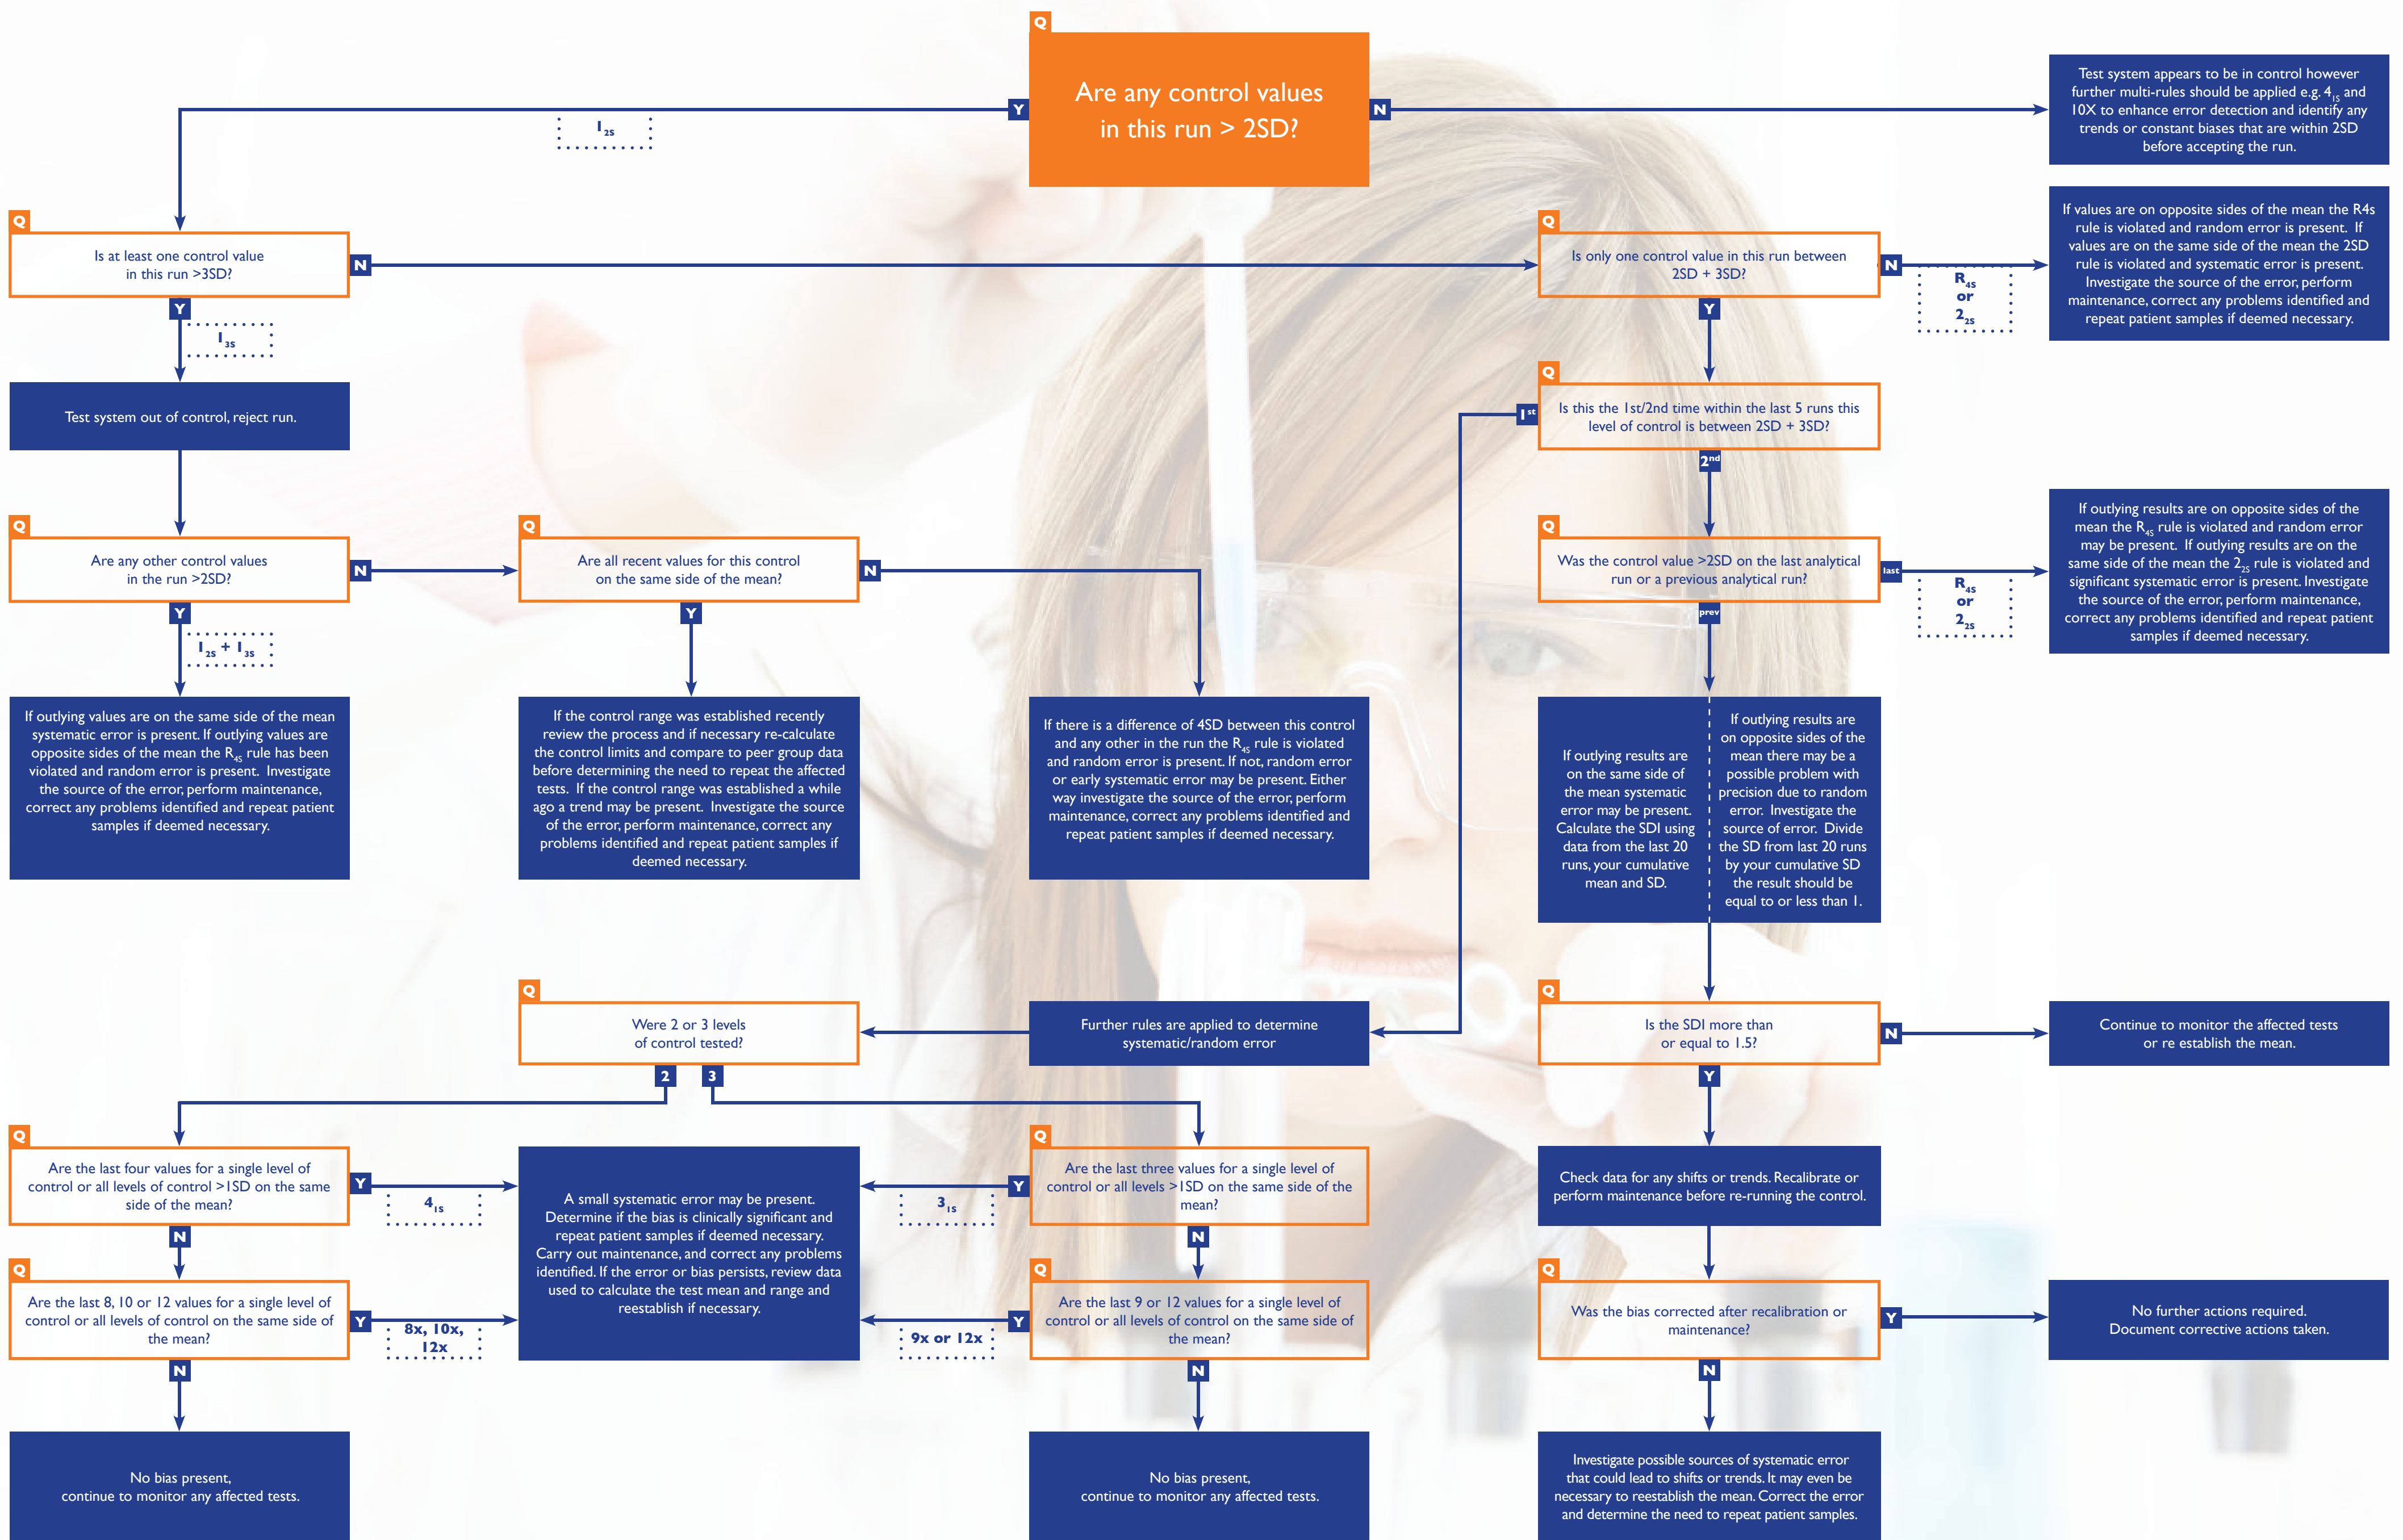 Q
Are any control values
in this run > 2SD?
Y
N
1 2S
Test system appears to be in control however
further multi-rules should be applied e.g. 4 1S and
10X to enhance error detection and identify any
trends or constant biases that are within 2SD
before accepting the run.
Q
Is at least one control value
in this run >3SD?
N
Y
1 3S
Q
Is only one control value in this run between
2SD + 3SD?
N
Y
R 4S
or
2 2S
If values are on opposite sides of the mean the R4s
rule is violated and random error is present. If
values are on the same side of the mean the 2SD
rule is violated and systematic error is present.
Investigate the source of the error, perform
maintenance, correct any problems identified and
repeat patient samples if deemed necessary.
Test system out of control, reject run.
Q
Is this the 1st/2nd time within the last 5 runs this
level of control is between 2SD + 3SD?
1st
2nd
Q
Are any other control values
in the run >2SD?
N
Y
1 2S + 1 3S
Q
Are all recent values for this control
on the same side of the mean?
N
Y
Q
Was the control value >2SD on the last analytical
run or a previous analytical run?
last
prev
R 4S
or
2 2S
If outlying results are on opposite sides of the
mean the R 4S rule is violated and random error
may be present. If outlying results are on the
same side of the mean the 2 2S rule is violated and
significant systematic error is present. Investigate
the source of the error, perform maintenance,
correct any problems identified and repeat patient
samples if deemed necessary.
If outlying values are on the same side of the mean
systematic error is present. If outlying values are
opposite sides of the mean the R 4S rule has been
violated and random error is present. Investigate
the source of the error, perform maintenance,
correct any problems identified and repeat patient
samples if deemed necessary.
If the control range was established recently
review the process and if necessary re-calculate
the control limits and compare to peer group data
before determining the need to repeat the affected
tests. If the control range was established a while
ago a trend may be present. Investigate the source
of the error, perform maintenance, correct any
problems identified and repeat patient samples if
deemed necessary.
If there is a difference of 4SD between this control
and any other in the run the R 4S rule is violated
and random error is present. If not, random error
or early systematic error may be present. Either
way investigate the source of the error, perform
maintenance, correct any problems identified and
repeat patient samples if deemed necessary.
If outlying results are
on the same side of
the mean systematic
error may be present.
Calculate the SDI using
data from the last 20
runs, your cumulative
mean and SD.
If outlying results are
on opposite sides of the
mean there may be a
possible problem with
precision due to random
error. Investigate the
source of error. Divide
the SD from last 20 runs
by your cumulative SD
the result should be
equal to or less than 1.
Q
Were 2 or 3 levels
of control tested?
2
3
Further rules are applied to determine
systematic/random error
Q
Is the SDI more than
or equal to 1.5?
N
Y
Continue to monitor the affected tests
or re establish the mean.
Q
Are the last four values for a single level of
control or all levels of control >1SD on the same
side of the mean?
Y
N
4 1S
A small systematic error may be present.
Determine if the bias is clinically significant and
repeat patient samples if deemed necessary.
Carry out maintenance, and correct any problems
identified. If the error or bias persists, review data
used to calculate the test mean and range and
reestablish if necessary.
3 1S
Q
Are the last three values for a single level of
control or all levels >1SD on the same side of the
mean?
Y
N
Check data for any shifts or trends. Recalibrate or
perform maintenance before re-running the control.
Q
Are the last 8, 10 or 12 values for a single level of
control or all levels of control on the same side of
the mean?
Y
N
8x, 10x,
12x
9x or 12x
Q
Are the last 9 or 12 values for a single level of
control or all levels of control on the same side of
the mean?
Y
N
Q
Was the bias corrected after recalibration or
maintenance?
Y
N
No further actions required.
Document corrective actions taken.
No bias present,
continue to monitor any affected tests.
No bias present,
continue to monitor any affected tests.
Investigate possible sources of systematic error
that could lead to shifts or trends. It may even be
necessary to reestablish the mean. Correct the error
and determine the need to repeat patient samples.